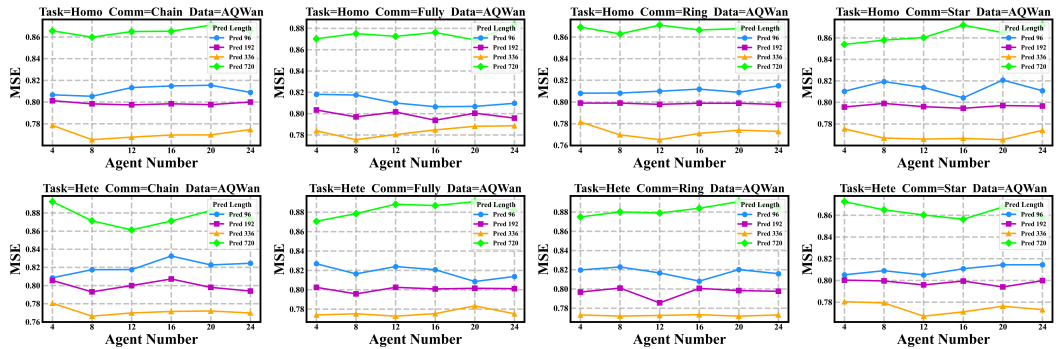 Task=Homo Comm=Chain Data=AQWan
MSE
0.86
0.84
0.82
0.80
0.78
0.76
Pred Length
Pred 96
Pred 192
Pred 336
Pred 720
4 8 12 16 20 24
Agent Number
Task=Homo Comm=Fully Data=AQWan
MSE
0.88
0.86
0.84
0.82
0.80
0.78
Pred Length
Pred 96
Pred 192
Pred 336
Pred 720
4 8 12 16 20 24
Agent Number
Task=Homo Comm=Ring Data=AQWan
MSE
0.86
0.84
0.82
0.80
0.78
0.76
Pred Length
Pred 96
Pred 192
Pred 336
Pred 720
4 8 12 16 20 24
Agent Number
Task=Homo Comm=Star Data=AQWan
MSE
0.86
0.84
0.82
0.80
0.78
Pred Length
Pred 96
Pred 192
Pred 336
Pred 720
4 8 12 16 20 24
Agent Number
Task=Hete Comm=Chain Data=AQWan
MSE
0.88
0.86
0.84
0.82
0.80
0.78
0.76
Pred Length
Pred 96
Pred 192
Pred 336
Pred 720
4 8 12 16 20 24
Agent Number
Task=Hete Comm=Fully Data=AQWan
MSE
0.88
0.86
0.84
0.82
0.80
0.78
Pred Length
Pred 96
Pred 192
Pred 336
Pred 720
4 8 12 16 20 24
Agent Number
Task=Hete Comm=Ring Data=AQWan
MSE
0.88
0.86
0.84
0.82
0.80
0.78
Pred Length
Pred 96
Pred 192
Pred 336
Pred 720
4 8 12 16 20 24
Agent Number
Task=Hete Comm=Star Data=AQWan
MSE
0.86
0.84
0.82
0.80
0.78
Pred Length
Pred 96
Pred 192
Pred 336
Pred 720
4 8 12 16 20 24
Agent Number